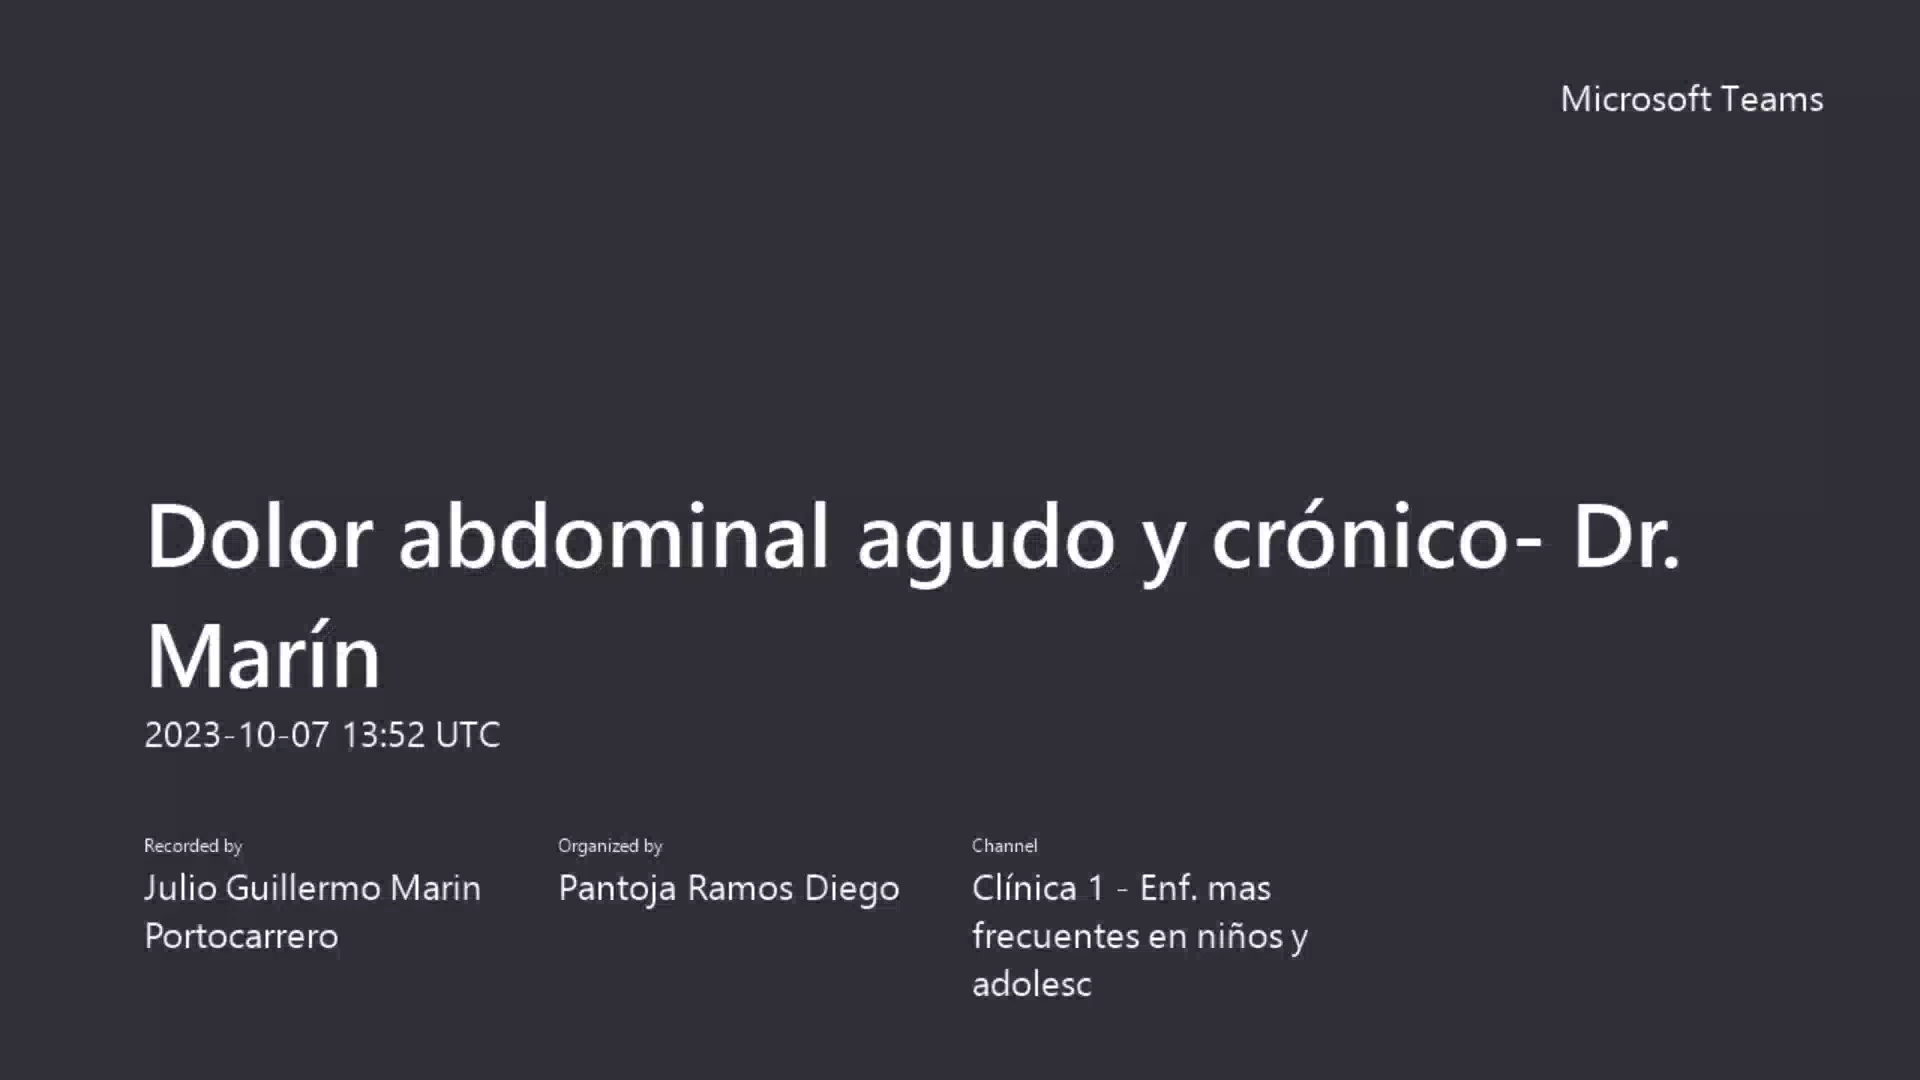 Microsoft Teams
Dolor abdominal agudo y crónico- Dr.
Marín
2023-10-07 13:52 UTC
Recorded by
Julio Guillermo Marin
Portocarrero
Organized by
Pantoja Ramos Diego
Channel
Clínica 1 - Enf. mas
frecuentes en niños y
adolesc